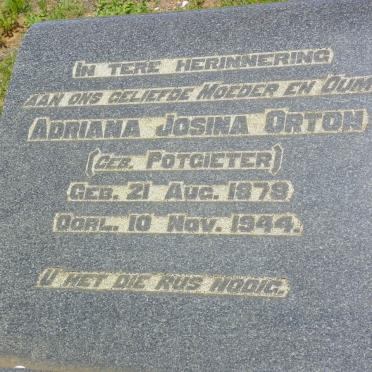 IN TERE HERINNERING
AAN ONS GELIEFDE MOEDER EN OUM
ADRIANA JOSINA ORTON
(GEB. POTGIETER)
GEB. 21 AUG. 1879
OORL. 10 NOV. 1944.
U HET DIE RUS NODIG.